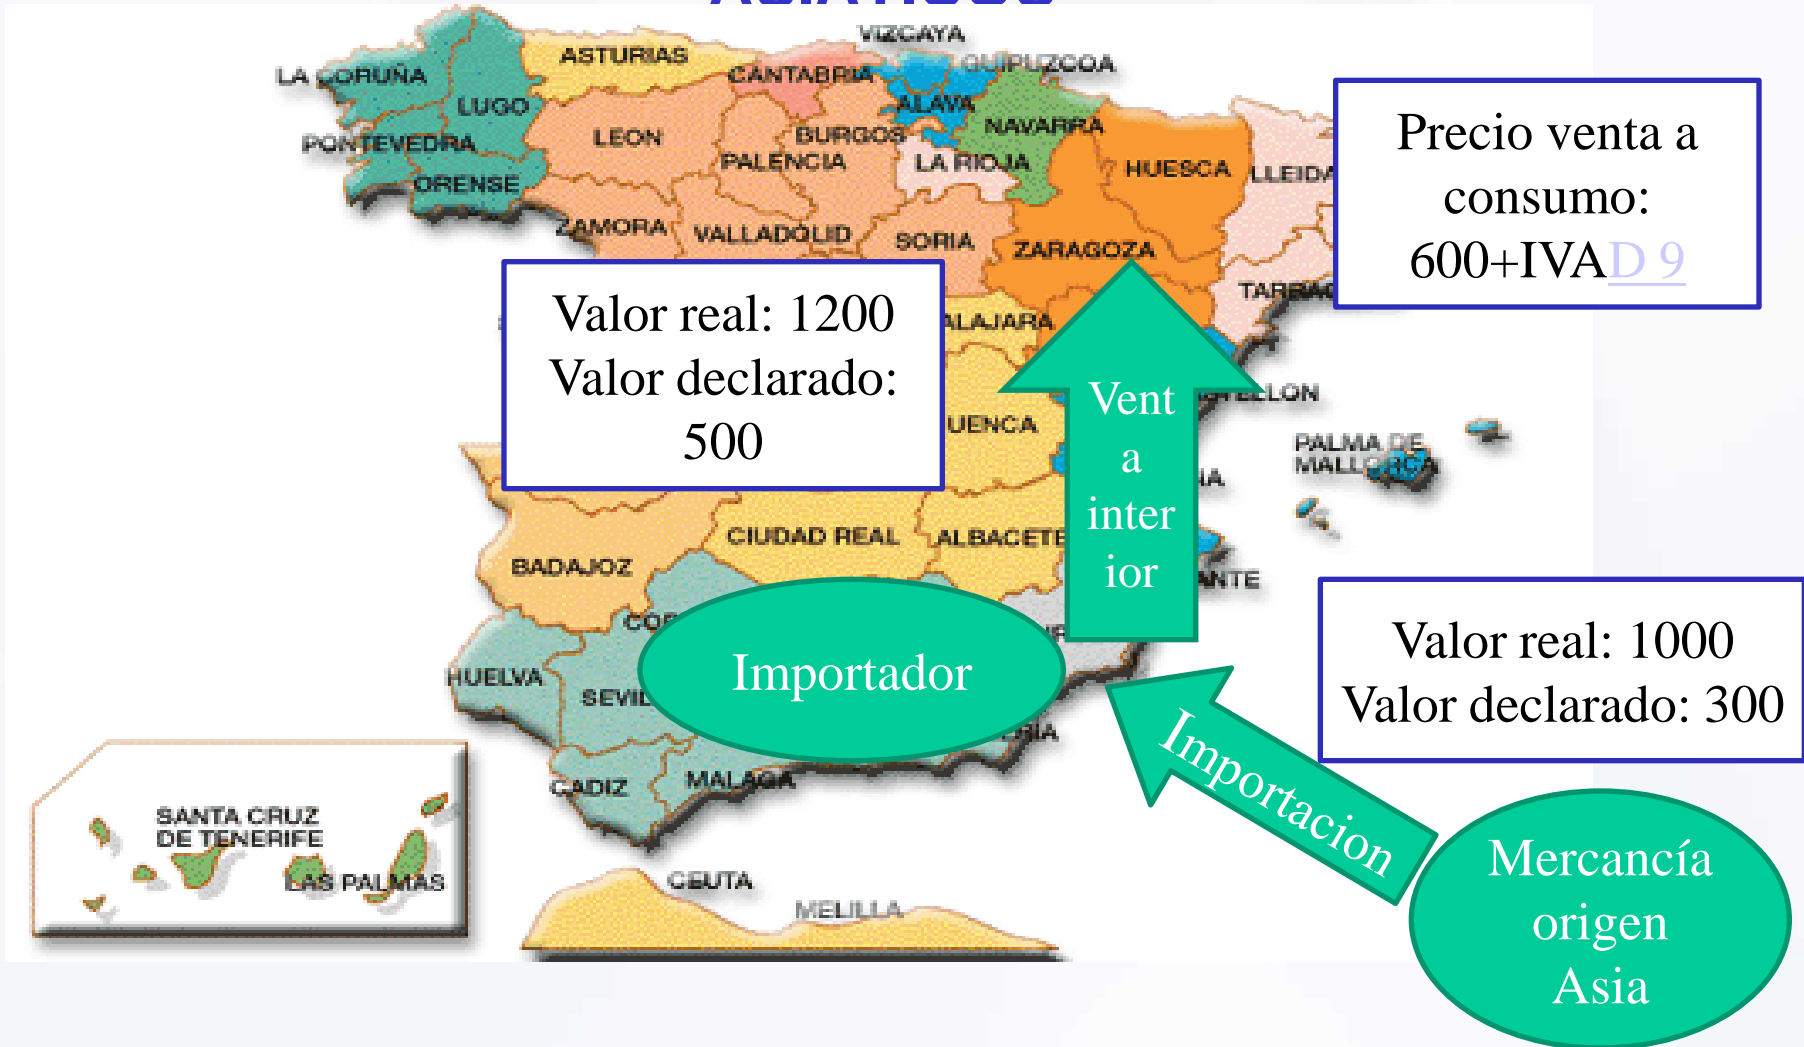 VIZCAYA
ASTURIAS
GUIPUZCOA
LA CORUÑA
CANTABRIA
LUGO
ALAVA
NAVARRA
LEON
BURGOS
PONTEVEDRA
PALENCIA
LA RIOJA
HUESCA
LLEIDA
ORENSE
ZAMORA
VALLADOLID
SORIA
ZARAGOZA
Precio venta a
consumo:
600+IVAD 9
Valor real: 1200
Valor declarado:
500
ALAJARA
UENCA
LLON
PALMA DE
MALLORCA
CIUDAD REAL
ALBACETE
BADAJOZ
ANTE
Vent
a
inter
ior
HUELVA
SEVIL
Importador
Valor real: 1000
Valor declarado: 300
CADIZ
MALAGA
Importacion
SANTA CRUZ
DE TENERIFE
LAS PALMAS
CEUTA
MELILLA
Mercancía
origen
Asia